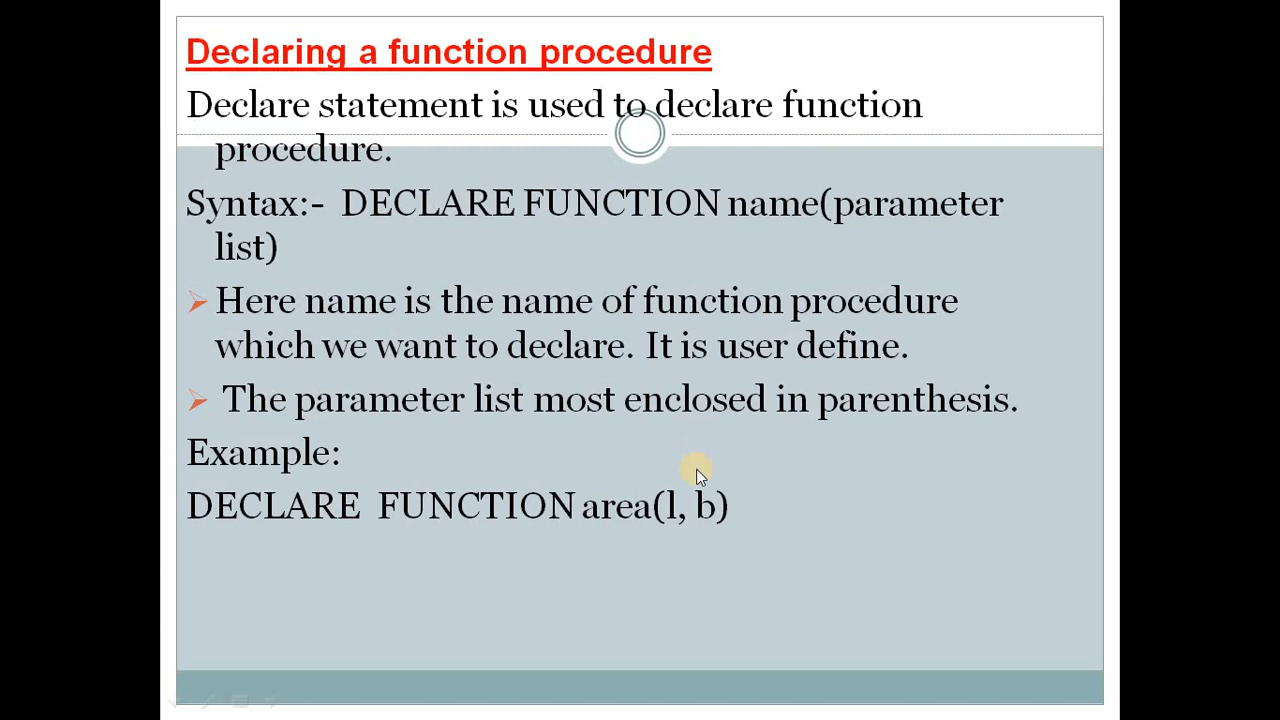 Declaring a function procedure
Declare statement is used to declare function
procedure.
Syntax:- DECLARE FUNCTION name(parameter
list)
Here name is the name of function procedure
which we want to declare. It is user define.
The parameter list most enclosed in parenthesis.
Example:
DECLARE FUNCTION area(l, b)